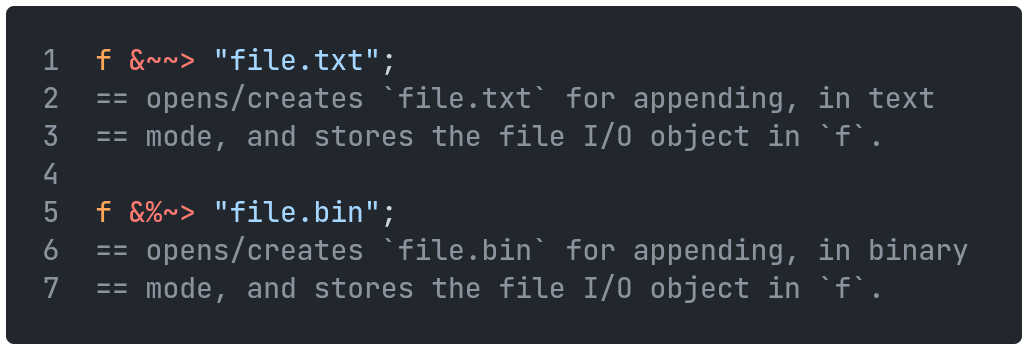 1 f &~~> "file.txt";
2 == opens/creates `file.txt` for appending, in text
3 == mode, and stores the file I/O object in `f`.
4
5 f &%~> "file.bin";
6 == opens/creates `file.bin` for appending, in binary
7 == mode, and stores the file I/O object in `f`.